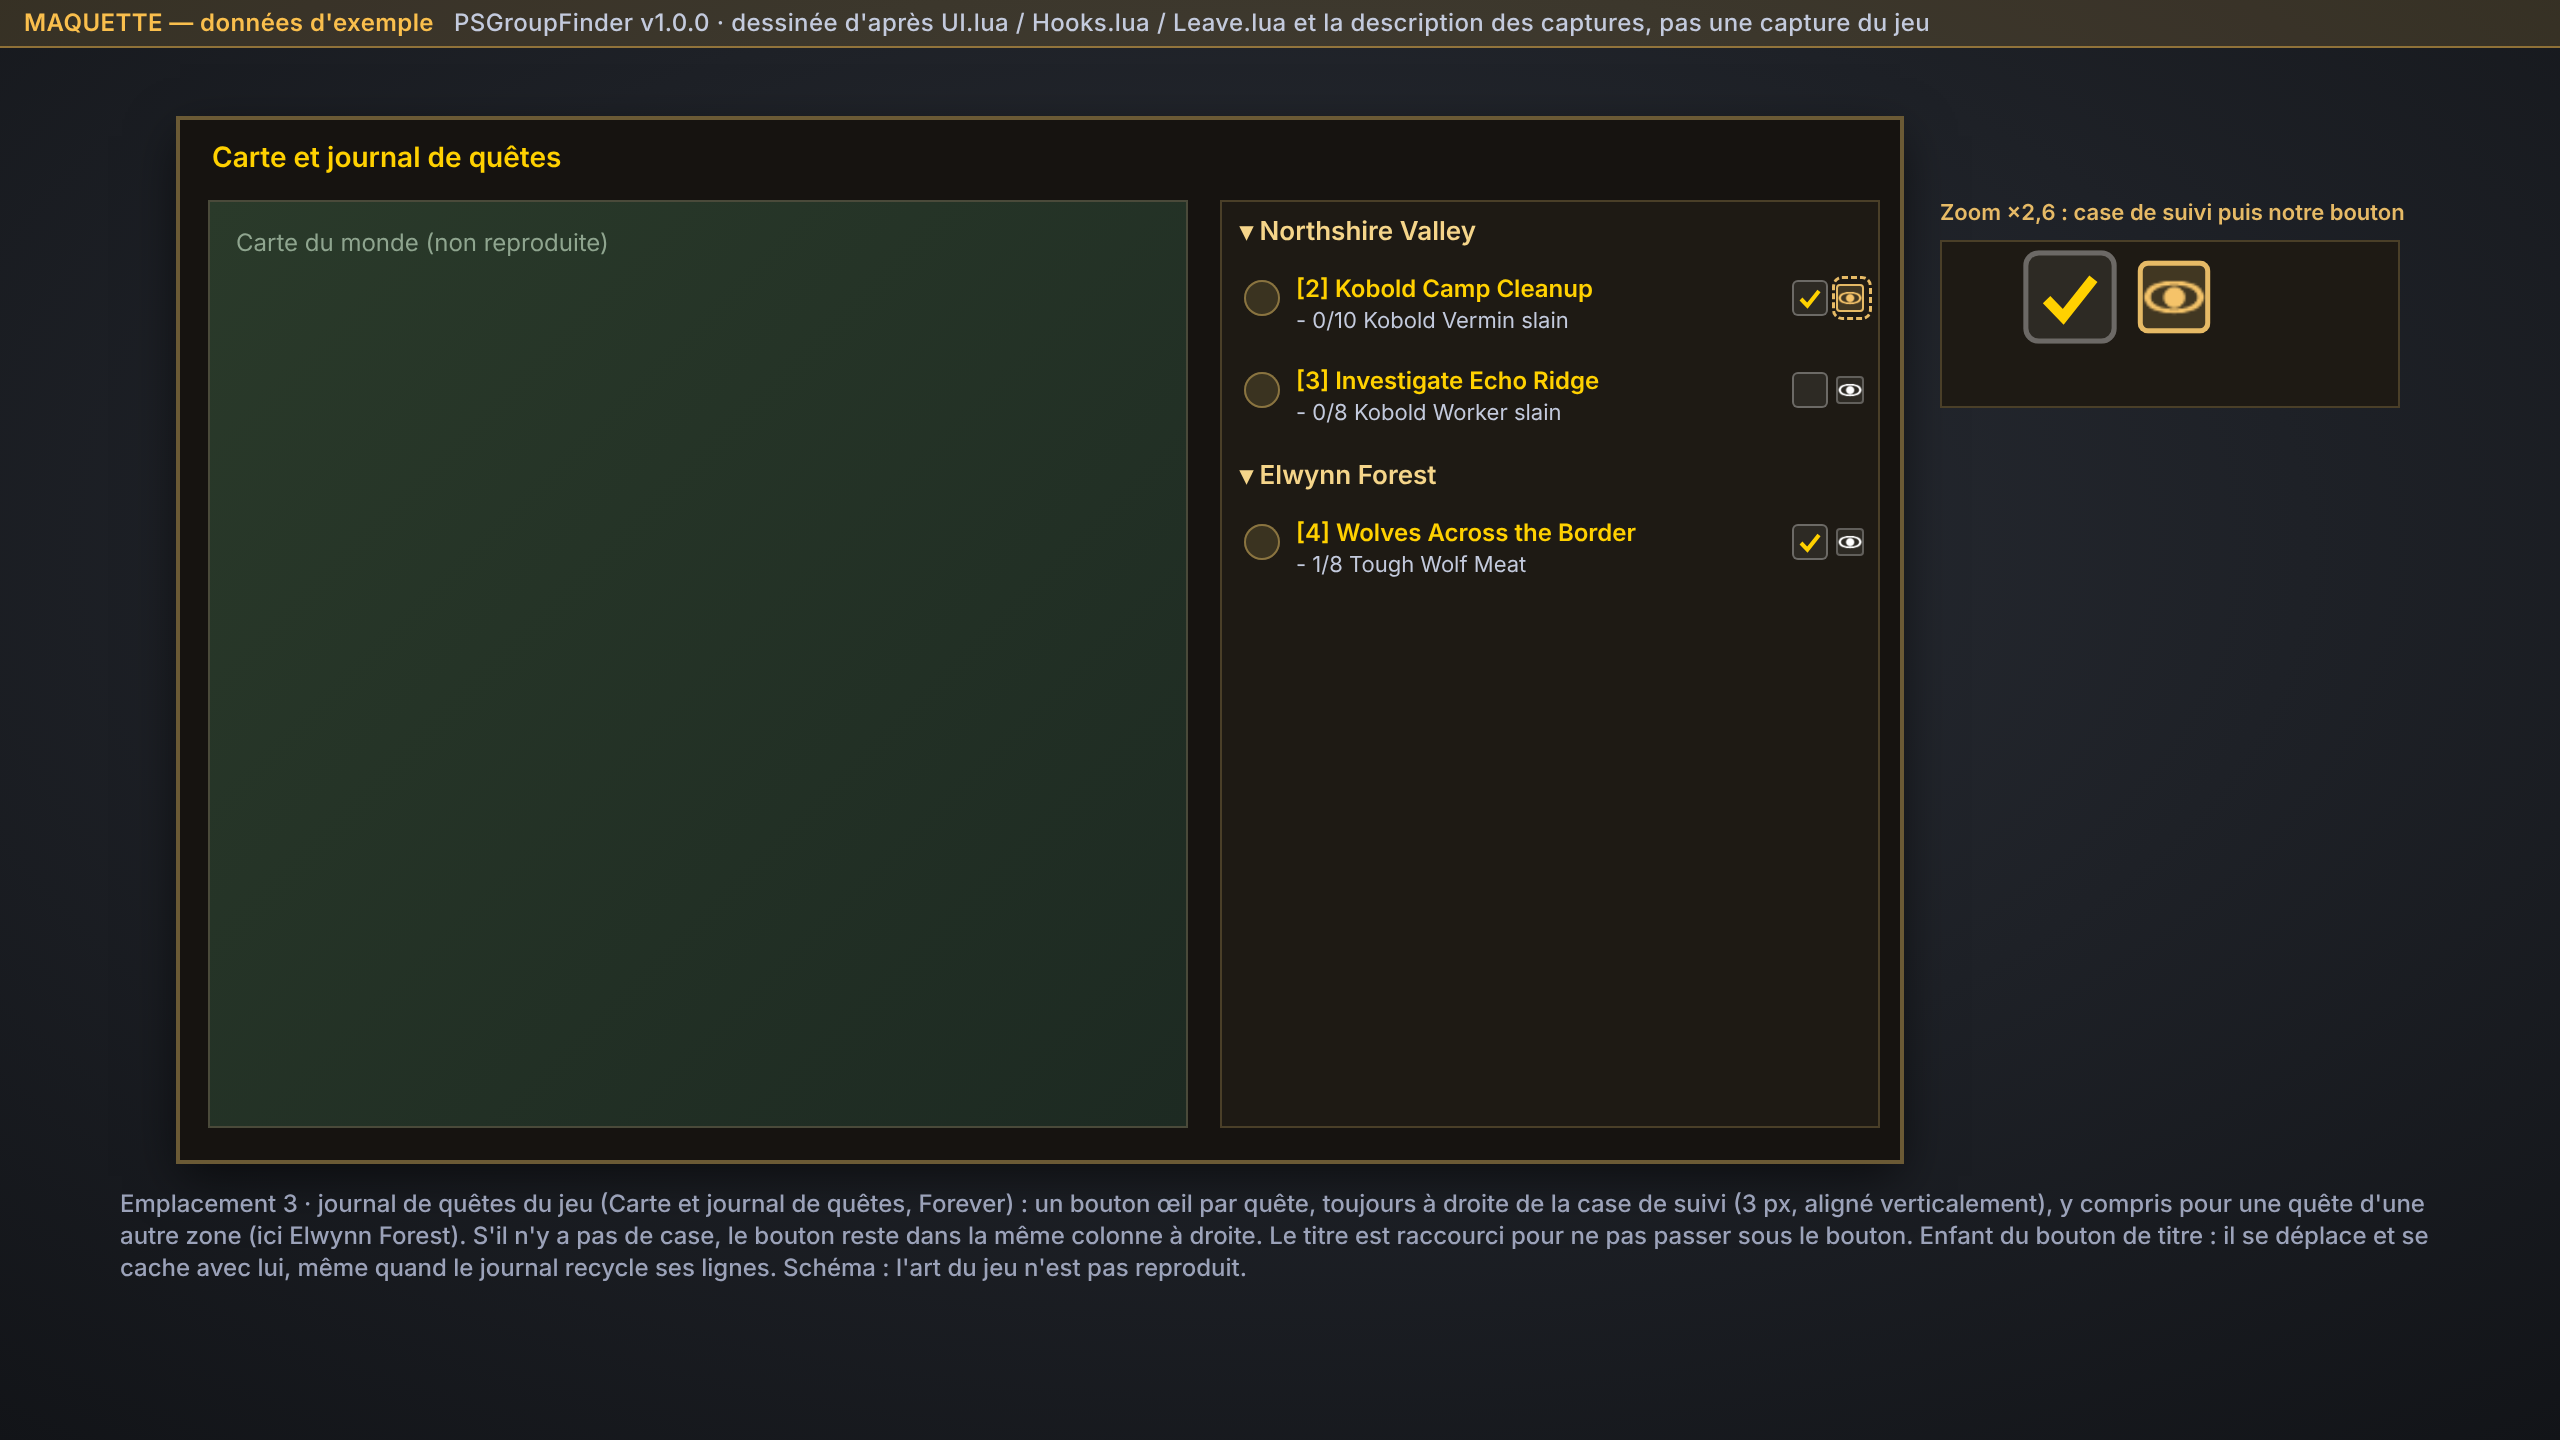 MAQUETTE — données d'exemple PSGroupFinder v1.0.0 · dessinée d'après UI.lua / Hooks.lua / Leave.lua et la description des captures, pas une capture du jeu
Carte et journal de quêtes
Carte du monde (non reproduite)
▼ Northshire Valley
[2] Kobold Camp Cleanup
- 0/10 Kobold Vermin slain
[3] Investigate Echo Ridge
- 0/8 Kobold Worker slain
▼ Elwynn Forest
[4] Wolves Across the Border
- 1/8 Tough Wolf Meat
Zoom ×2,6 : case de suivi puis notre bouton
Emplacement 3 · journal de quêtes du jeu (Carte et journal de quêtes, Forever) : un bouton œil par quête, toujours à droite de la case de suivi (3 px, aligné verticalement), y compris pour une quête d'une
autre zone (ici Elwynn Forest). S'il n'y a pas de case, le bouton reste dans la même colonne à droite. Le titre est raccourci pour ne pas passer sous le bouton. Enfant du bouton de titre : il se déplace et se
cache avec lui, même quand le journal recycle ses lignes. Schéma : l'art du jeu n'est pas reproduit.